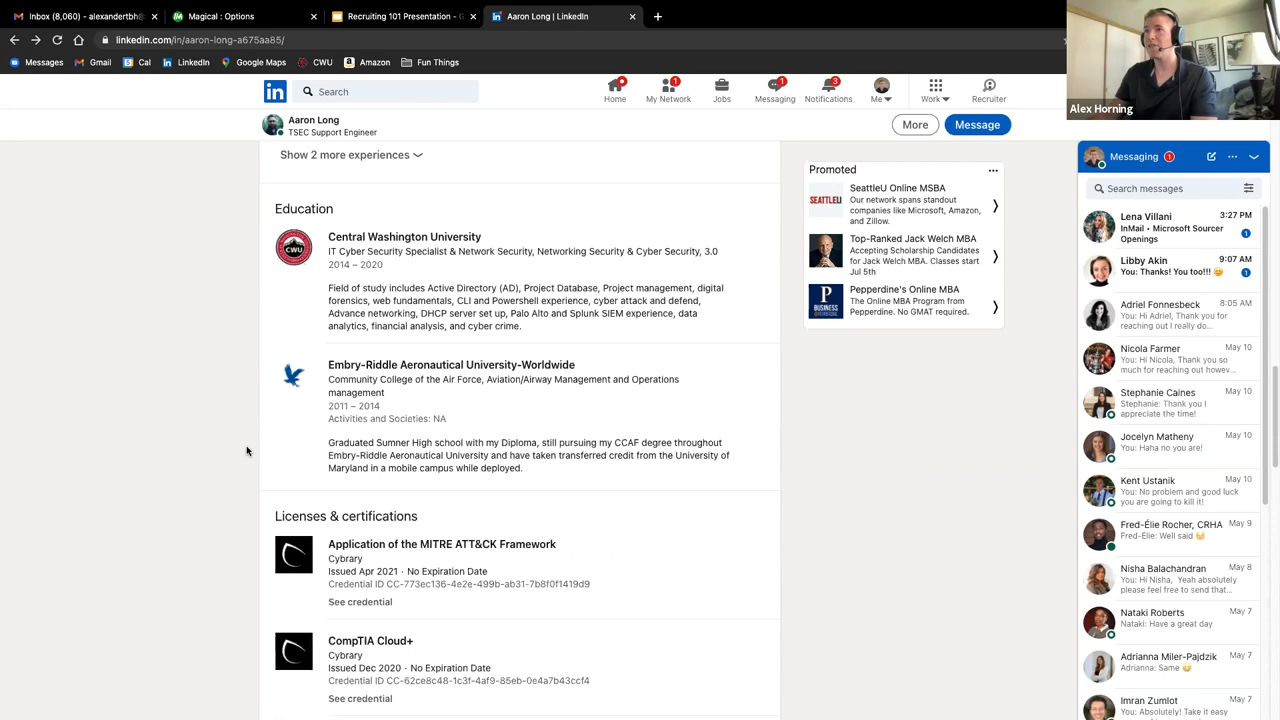 Inbox (8,060) - alexandertbh@
Magical : Options
Recruiting 101 Presentation - G
Aaron Long | LinkedIn
linkedin.com/in/aaron-long-a675aa85/
Messages
Gmail
Cal
LinkedIn
Google Maps
CWU
Amazon
Fun Things
Alex Horning
in
Search
Home
1
My Network
Jobs
1
Messaging
3
Notifications
Me
Work
Recruiter
Aaron Long
TSEC Support Engineer
More
Message
Show 2 more experiences
Education
CWU
Central Washington University
IT Cyber Security Specialist & Network Security, Networking Security & Cyber Security, 3.0
2014 – 2020
Field of study includes Active Directory (AD), Project Database, Project management, digital
forensics, web fundamentals, CLI and Powershell experience, cyber attack and defend,
Advance networking, DHCP server set up, Palo Alto and Splunk SIEM experience, data
analytics, financial analysis, and cyber crime.
Embry-Riddle Aeronautical University-Worldwide
Community College of the Air Force, Aviation/Airway Management and Operations
management
2011 – 2014
Activities and Societies: NA
Graduated Sumner High school with my Diploma, still pursuing my CCAF degree throughout
Embry-Riddle Aeronautical University and have taken transferred credit from the University of
Maryland in a mobile campus while deployed.
Licenses & certifications
Application of the MITRE ATT&CK Framework
Cybrary
Issued Apr 2021 · No Expiration Date
Credential ID CC-773ec136-4e2e-499b-ab31-7b8f0f1419d9
See credential
CompTIA Cloud+
Cybrary
Issued Dec 2020 · No Expiration Date
Credential ID CC-62ce8c48-1c3f-4af9-85eb-0e4a7b43ccf4
See credential
Promoted
SEATTLEU
SeattleU Online MSBA
Our network spans standout
companies like Microsoft, Amazon,
and Zillow.
Top-Ranked Jack Welch MBA
Accepting Scholarship Candidates
for Jack Welch MBA. Classes start
Jul 5th
P
BUSINESS
Pepperdine's Online MBA
The Online MBA Program from
Pepperdine. No GMAT required.
Messaging 1
Search messages
Lena Villani 3:27 PM
InMail • Microsoft Sourcer
Openings
1
Libby Akin 9:07 AM
You: Thanks! You too!!! 😊
1
Adriel Fonnesbeck 8:05 AM
You: Hi Adriel, Thank you for
reaching out I really do...
Nicola Farmer May 10
You: Hi Nicola, Thank you so
much for reaching out howev...
Stephanie Caines May 10
Stephanie: Thank you I
appreciate the time!
Jocelyn Matheny May 10
You: Haha no you are!
Kent Ustanik May 10
You: No problem and good luck
you are going to kill it!
Fred-Élie Rocher, CRHA May 9
Fred-Élie: Well said
Nisha Balachandran May 8
You: Hi Nisha, Yeah absolutely
please feel free to send that...
Nataki Roberts May 7
Nataki: Have a great day
Adrianna Miler-Pajdzik May 7
Adrianna: Same
Imran Zumlot May 7
You: Absolutely! Take it easy